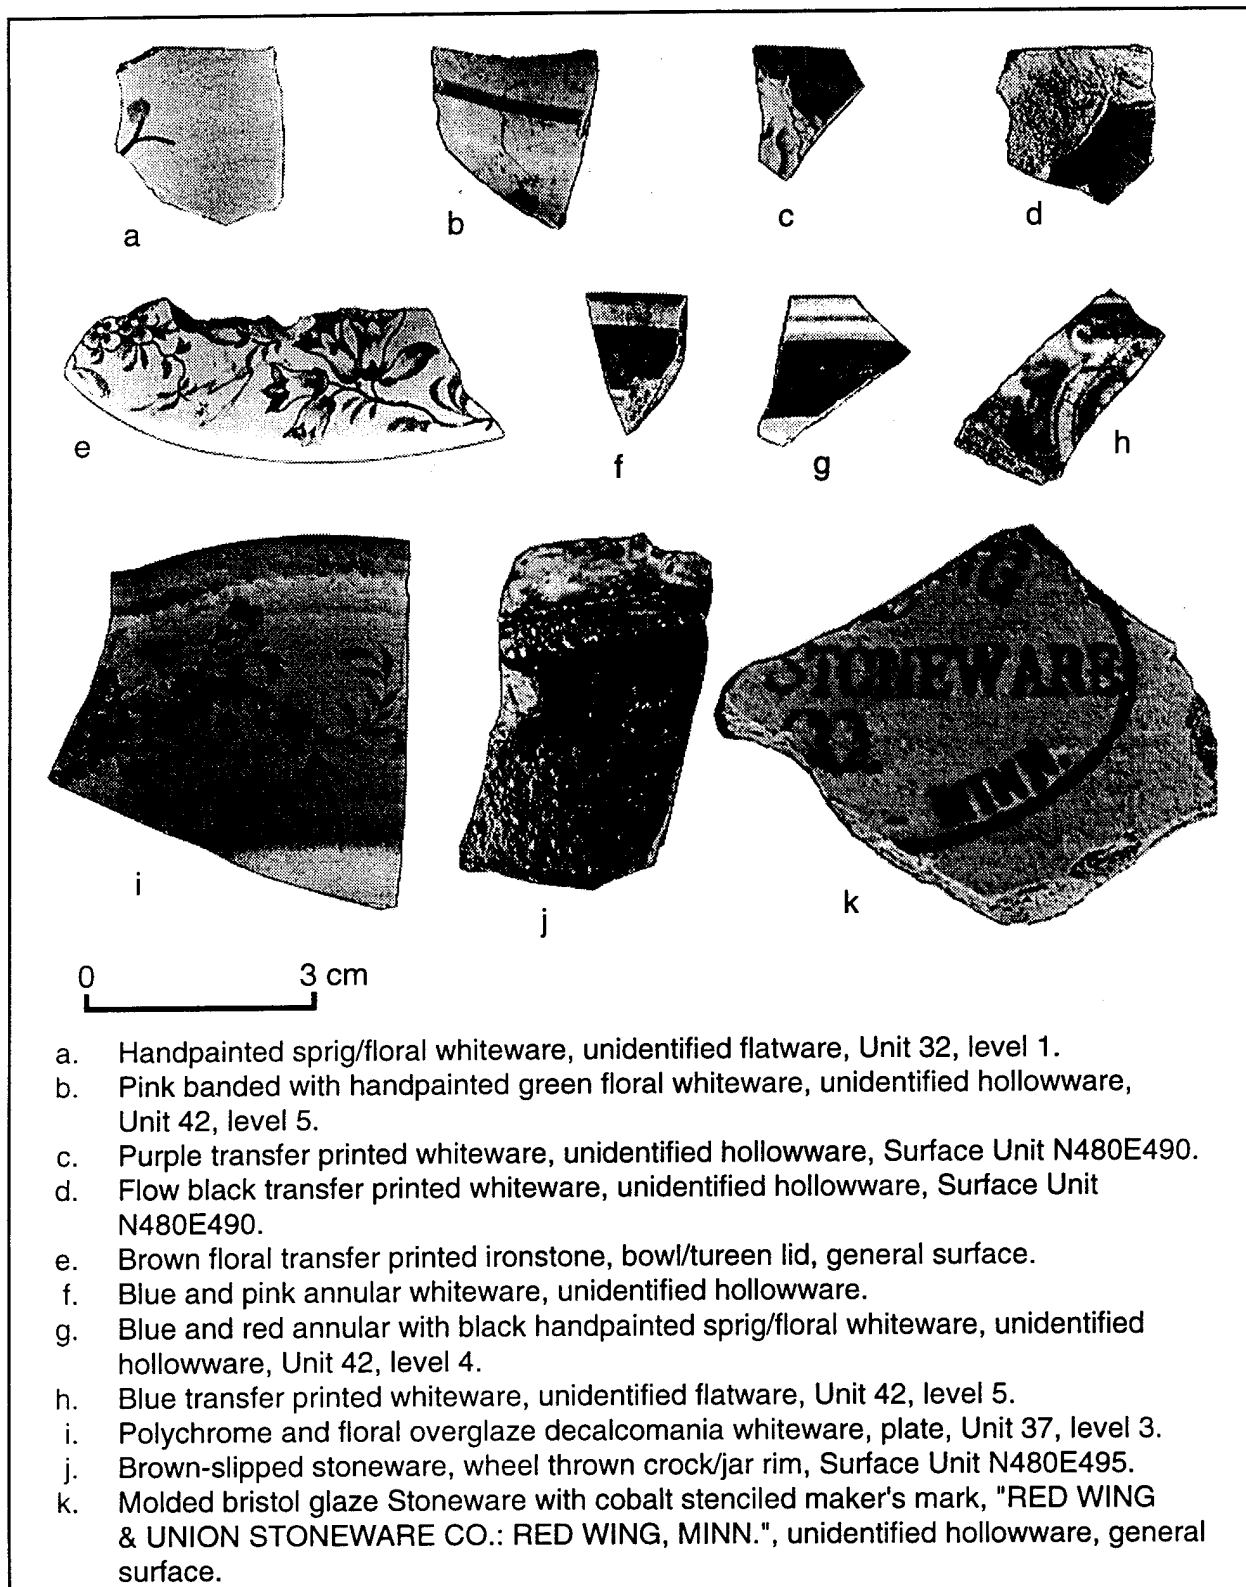 a
b
c
d
e
f
g
h
STONEWARE
MINN.
i
j
k
0 3 cm
a. Handpainted sprig/floral whiteware, unidentified flatware, Unit 32, level 1.
b. Pink banded with handpainted green floral whiteware, unidentified hollowware,
Unit 42, level 5.
c. Purple transfer printed whiteware, unidentified hollowware, Surface Unit N480E490.
d. Flow black transfer printed whiteware, unidentified hollowware, Surface Unit
N480E490.
e. Brown floral transfer printed ironstone, bowl/tureen lid, general surface.
f. Blue and pink annular whiteware, unidentified hollowware.
g. Blue and red annular with black handpainted sprig/floral whiteware, unidentified
hollowware, Unit 42, level 4.
h. Blue transfer printed whiteware, unidentified flatware, Unit 42, level 5.
i. Polychrome and floral overglaze decalcomania whiteware, plate, Unit 37, level 3.
j. Brown-slipped stoneware, wheel thrown crock/jar rim, Surface Unit N480E495.
k. Molded bristol glaze Stoneware with cobalt stenciled maker's mark, "RED WING
& UNION STONEWARE CO.: RED WING, MINN.", unidentified hollowware, general
surface.